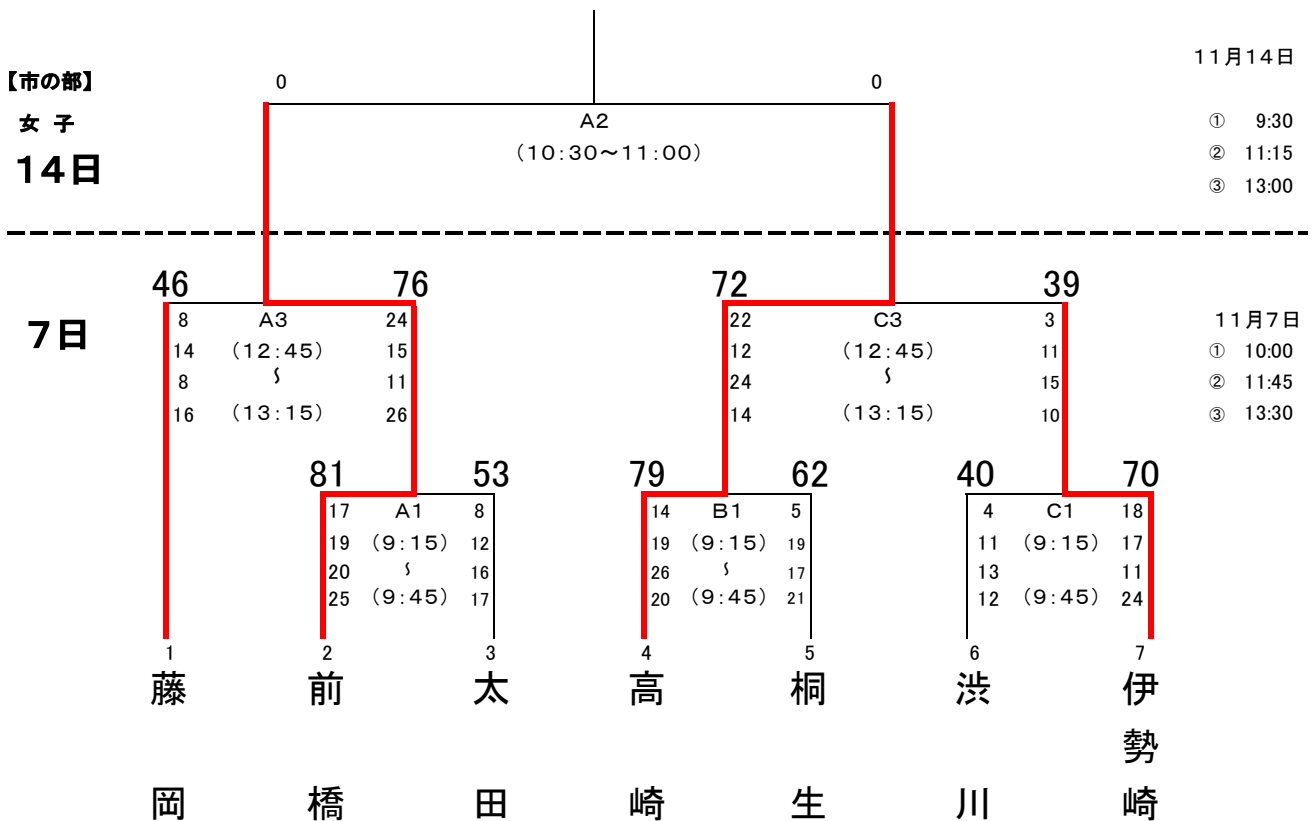 11月14日
【市の部】 0 0
女 子 A2 ① 9:30
14日 (10:30～11:00) ② 11:15
③ 13:00
46 76 72 39
7日 8 A3 24 22 C3 3 11月7日
14 (12:45) 15 12 (12:45) 11 ① 10:00
8 ～ 11 24 ～ 15 ② 11:45
16 (13:15) 26 14 (13:15) 10 ③ 13:30
81 53 79 62 40 70
17 A1 8 14 B1 5 4 C1 18
19 (9:15) 12 19 (9:15) 19 11 (9:15) 17
20 ～ 16 26 ～ 17 13 11
25 (9:45) 17 20 (9:45) 21 12 (9:45) 24
1 2 3 4 5 6 7
藤岡 前橋 太田 高崎 桐生 渋川 伊勢崎